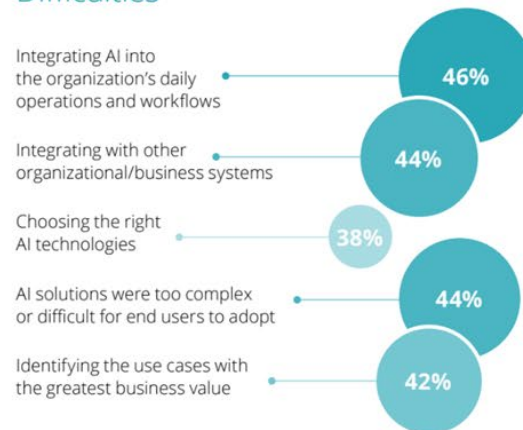 Difficulties
Integrating AI into
the organization's daily
operations and workflows
46%
Integrating with other
organizational/business systems
44%
Choosing the right
AI technologies
38%
AI solutions were too complex
or difficult for end users to adopt
44%
Identifying the use cases with
the greatest business value
42%